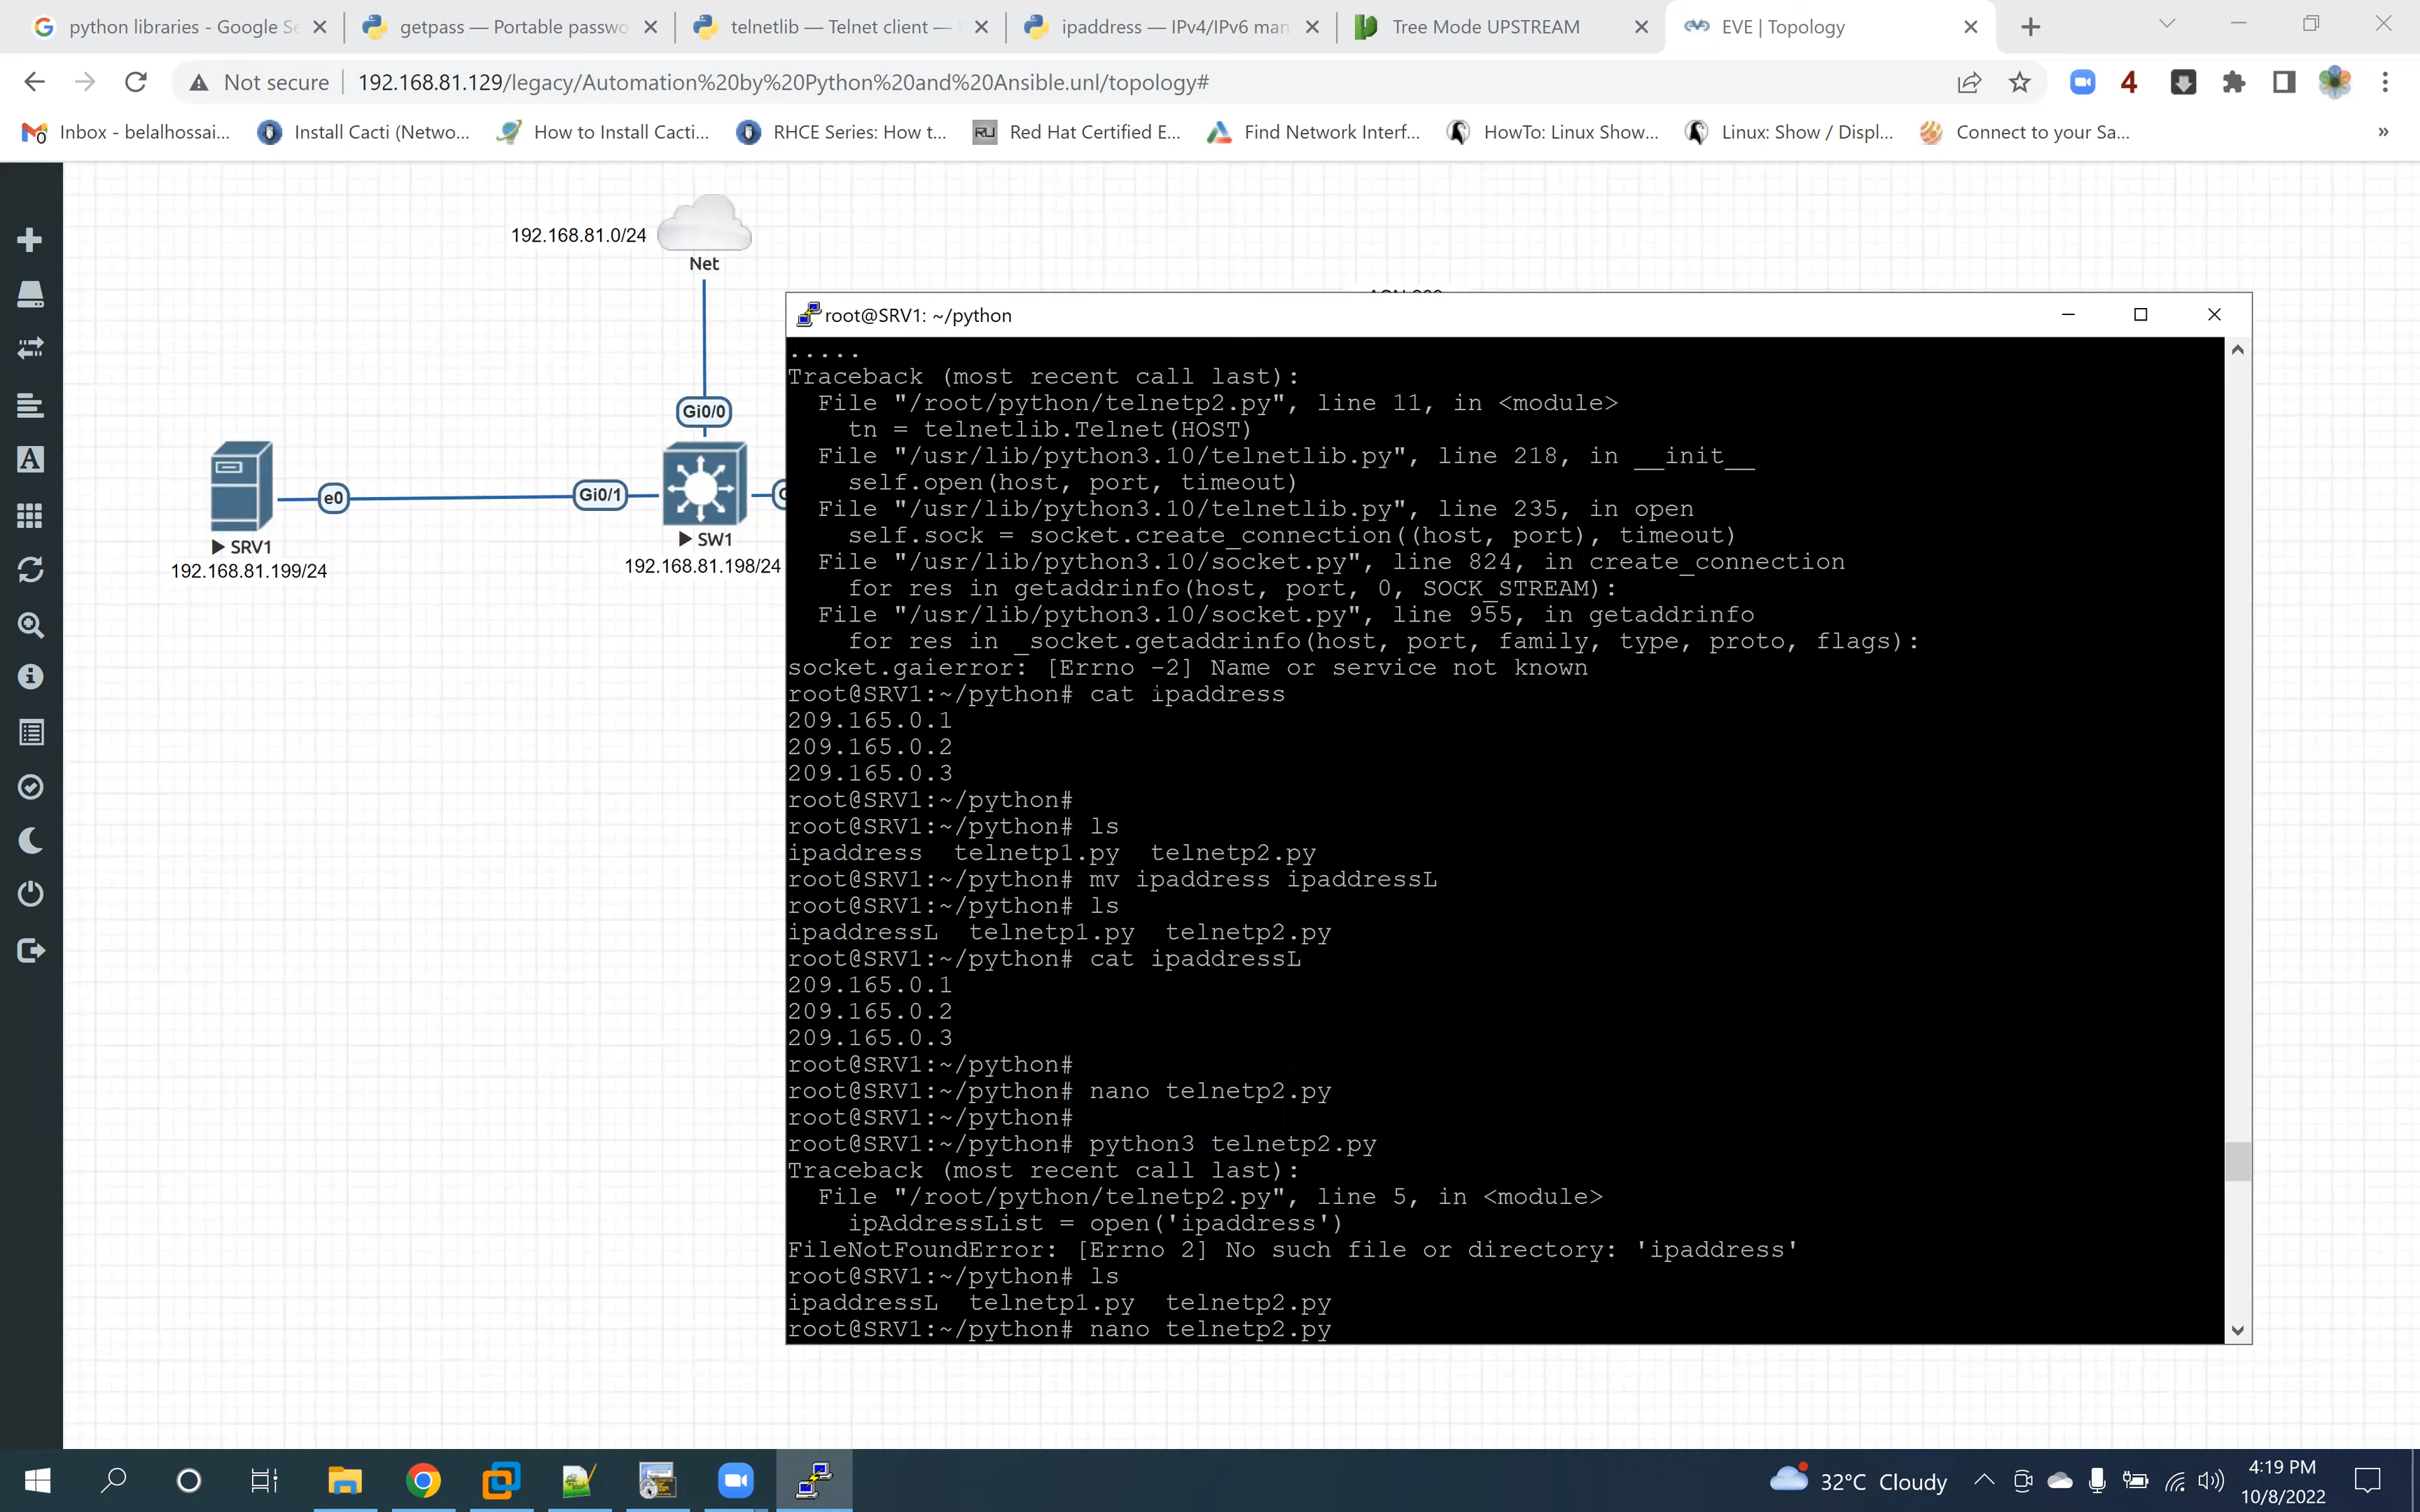 python libraries - Google Se
getpass — Portable passwo
telnetlib — Telnet client —
ipaddress — IPv4/IPv6 man
Tree Mode UPSTREAM
EVE | Topology
Not secure
192.168.81.129/legacy/Automation%20by%20Python%20and%20Ansible.unl/topology#
4
Inbox - belalhossai...
Install Cacti (Netwo...
How to Install Cacti...
RHCE Series: How t...
RU
Red Hat Certified E...
Find Network Interf...
HowTo: Linux Show...
Linux: Show / Displ...
Connect to your Sa...
»
192.168.81.0/24
Net
Gi0/0
e0
Gi0/1
SRV1
192.168.81.199/24
SW1
192.168.81.198/24
root@SRV1: ~/python
.....
Traceback (most recent call last):
  File "/root/python/telnetp2.py", line 11, in <module>
    tn = telnetlib.Telnet(HOST)
  File "/usr/lib/python3.10/telnetlib.py", line 218, in __init__
    self.open(host, port, timeout)
  File "/usr/lib/python3.10/telnetlib.py", line 235, in open
    self.sock = socket.create_connection((host, port), timeout)
  File "/usr/lib/python3.10/socket.py", line 824, in create_connection
    for res in getaddrinfo(host, port, 0, SOCK_STREAM):
  File "/usr/lib/python3.10/socket.py", line 955, in getaddrinfo
    for res in _socket.getaddrinfo(host, port, family, type, proto, flags):
socket.gaierror: [Errno -2] Name or service not known
root@SRV1:~/python# cat ipaddress
209.165.0.1
209.165.0.2
209.165.0.3
root@SRV1:~/python#
root@SRV1:~/python# ls
ipaddress  telnetp1.py  telnetp2.py
root@SRV1:~/python# mv ipaddress ipaddressL
root@SRV1:~/python# ls
ipaddressL  telnetp1.py  telnetp2.py
root@SRV1:~/python# cat ipaddressL
209.165.0.1
209.165.0.2
209.165.0.3
root@SRV1:~/python#
root@SRV1:~/python# nano telnetp2.py
root@SRV1:~/python#
root@SRV1:~/python# python3 telnetp2.py
Traceback (most recent call last):
  File "/root/python/telnetp2.py", line 5, in <module>
    ipAddressList = open('ipaddress')
FileNotFoundError: [Errno 2] No such file or directory: 'ipaddress'
root@SRV1:~/python# ls
ipaddressL  telnetp1.py  telnetp2.py
root@SRV1:~/python# nano telnetp2.py
32°C Cloudy
4:19 PM
10/8/2022